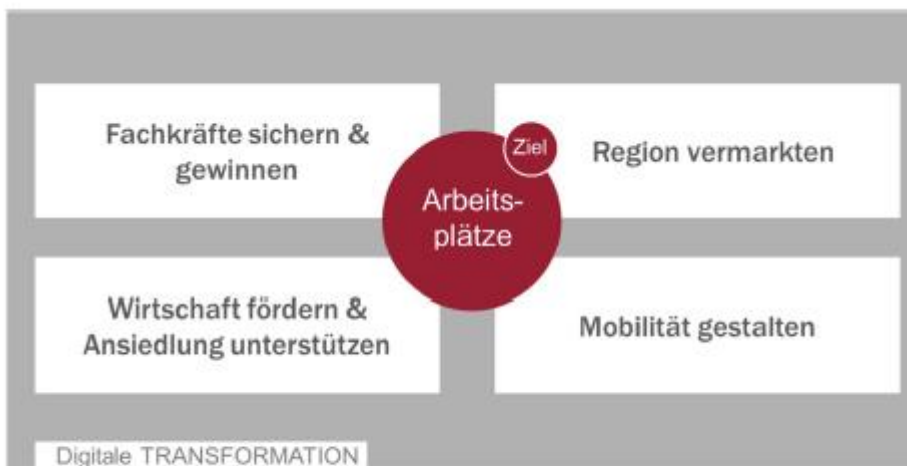 Fachkräfte sichern &
gewinnen
Ziel
Region vermarkten
Arbeits-
plätze
Wirtschaft fördern &
Ansiedlung unterstützen
Mobilität gestalten
Digitale TRANSFORMATION